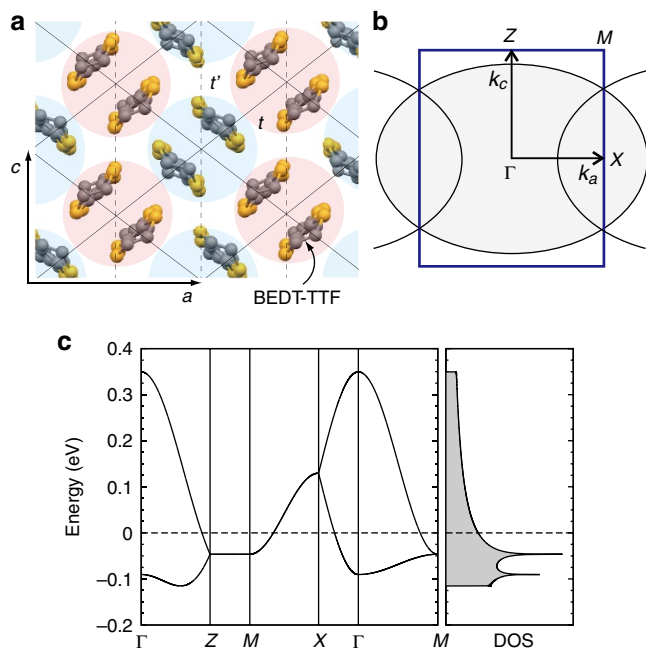 a
t'
t
c
a
BEDT-TTF
b
Z
M
k_c
Γ
k_a
X
c
Energy (eV)
0.4
0.3
0.2
0.1
0
–0.1
–0.2
Γ Z M X Γ M DOS